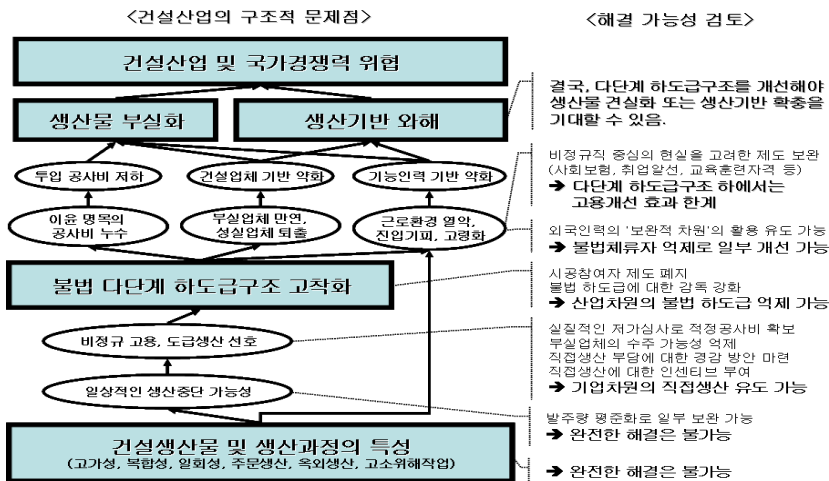 <건설산업의 구조적 문제점>
<해결 가능성 검토>
건설산업 및 국가경쟁력 위협
생산물 부실화
생산기반 와해
결국, 다단계 하도급구조를 개선해야
생산물 견실화 또는 생산기반 확충을
기대할 수 있음.
투입 공사비 저하
건설업체 기반 약화
기능인력 기반 약화
이윤 명목의
공사비 누수
부실업체 만연,
성실업체 퇴출
근로환경 열악,
진입기피, 고령화
비정규직 중심의 현실을 고려한 제도 보완
(사회보험, 취업알선, 교육훈련자격 등)
➔ 다단계 하도급구조 하에서는
고용개선 효과 한계
외국인력의 '보완적 차원'의 활용 유도 가능
➔ 불법체류자 억제로 일부 개선 가능
불법 다단계 하도급구조 고착화
시공참여자 제도 폐지
불법 하도급에 대한 감독 강화
➔ 산업차원의 불법 하도급 억제 가능
비정규 고용, 도급생산 선호
일상적인 생산중단 가능성
실질적인 저가심사로 적정공사비 확보
부실업체의 수주 가능성 억제
직접생산 부담에 대한 경감 방안 마련
직접생산에 대한 인센티브 부여
➔ 기업차원의 직접생산 유도 가능
발주량 평준화로 일부 보완 가능
➔ 완전한 해결은 불가능
건설생산물 및 생산과정의 특성
(고가성, 복합성, 일회성, 주문생산, 옥외생산, 고소위해작업)
➔ 완전한 해결은 불가능